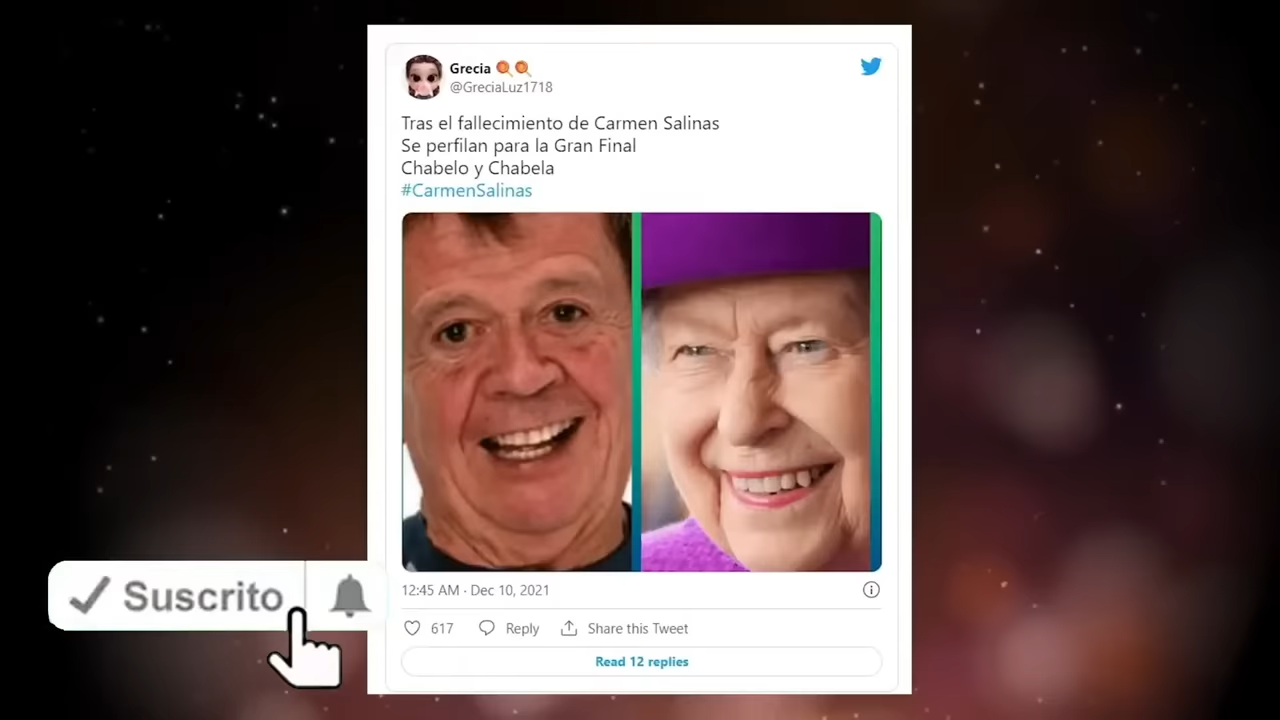 Grecia
@GreciaLuz1718
Tras el fallecimiento de Carmen Salinas
Se perfilan para la Gran Final
Chabelo y Chabela
#CarmenSalinas
12:45 AM · Dec 10, 2021
617 Reply Share this Tweet
Read 12 replies
Suscrito